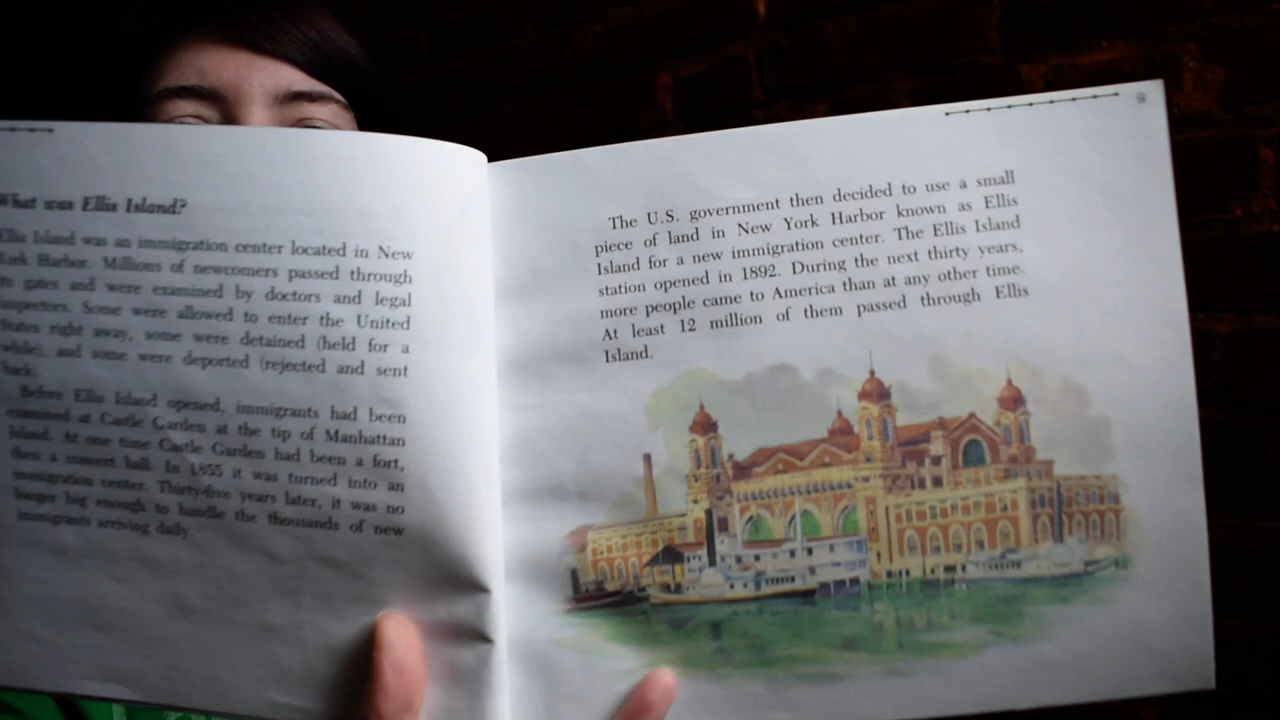 What was Ellis Island?
Ellis Island was an immigration center located in New
York Harbor. Millions of newcomers passed through
its gates and were examined by doctors and legal
inspectors. Some were allowed to enter the United
States right away, some were detained (held for a
while), and some were deported (rejected and sent
back).
Before Ellis Island opened, immigrants had been
examined at Castle Garden at the tip of Manhattan
Island. At one time Castle Garden had been a fort,
then a concert hall. In 1855 it was turned into an
immigration center. Thirty-five years later, it was no
longer big enough to handle the thousands of new
immigrants arriving daily.
9
The U.S. government then decided to use a small
piece of land in New York Harbor known as Ellis
Island for a new immigration center. The Ellis Island
station opened in 1892. During the next thirty years,
more people came to America than at any other time.
At least 12 million of them passed through Ellis
Island.